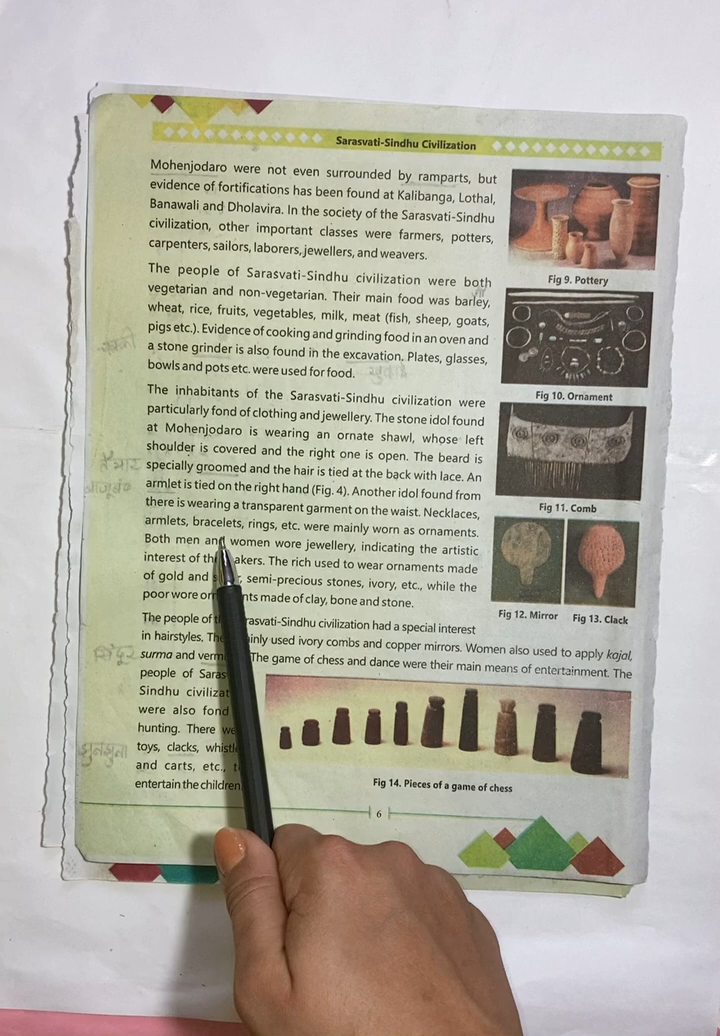 Sarasvati-Sindhu Civilization
Mohenjodaro were not even surrounded by ramparts, but
evidence of fortifications has been found at Kalibanga, Lothal,
Banawali and Dholavira. In the society of the Sarasvati-Sindhu
civilization, other important classes were farmers, potters,
carpenters, sailors, laborers,jewellers, and weavers.
Fig 9. Pottery
The people of Sarasvati-Sindhu civilization were both
vegetarian and non-vegetarian. Their main food was barley,
wheat, rice, fruits, vegetables, milk, meat (fish, sheep, goats,
pigs etc.). Evidence of cooking and grinding food in an oven and
a stone grinder is also found in the excavation. Plates, glasses,
bowls and pots etc. were used for food.
Fig 10. Ornament
The inhabitants of the Sarasvati-Sindhu civilization were
particularly fond of clothing and jewellery. The stone idol found
at Mohenjodaro is wearing an ornate shawl, whose left
shoulder is covered and the right one is open. The beard is
specially groomed and the hair is tied at the back with lace. An
तैयार
armlet is tied on the right hand (Fig. 4). Another idol found from
बाजूबंद
there is wearing a transparent garment on the waist. Necklaces,
armlets, bracelets, rings, etc. were mainly worn as ornaments.
Fig 11. Comb
Both men and women wore jewellery, indicating the artistic
interest of the akers. The rich used to wear ornaments made
of gold and semi-precious stones, ivory, etc., while the
poor wore made of clay, bone and stone.
Fig 12. Mirror
Fig 13. Clack
The people of rasvati-Sindhu civilization had a special interest
in hairstyles. used ivory combs and copper mirrors. Women also used to apply kajal,
surma and The game of chess and dance were their main means of entertainment. The
people of
Sindhu
were also fond
hunting. There
toys, clacks,
झुनझुना
and carts, etc.,
entertain the children
Fig 14. Pieces of a game of chess
6